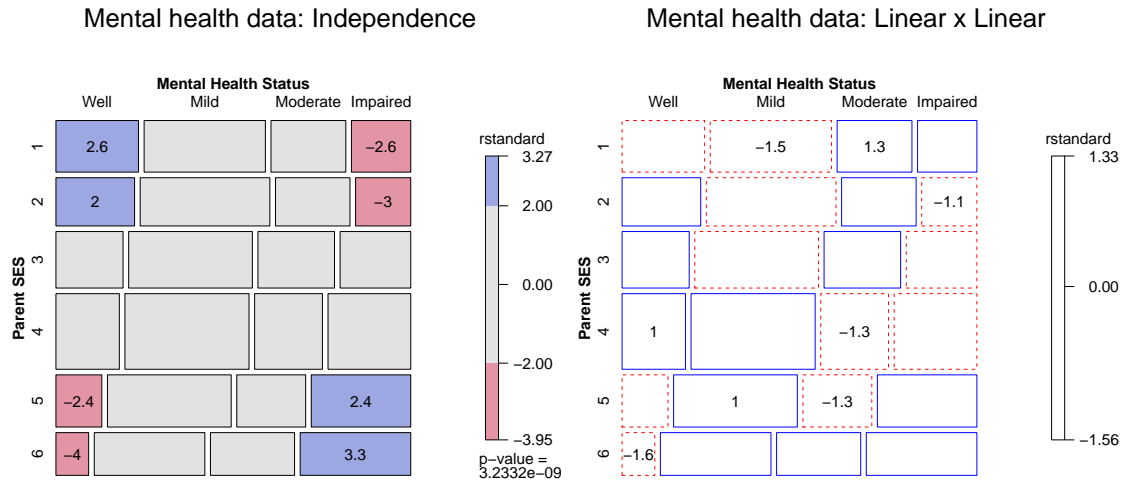 Mental health data: Independence
Mental Health Status
Well Mild Moderate Impaired
Parent SES
1 2.6 −2.6
2 2 −3
3
4
5 −2.4 2.4
6 −4 3.3
rstandard
3.27
2.00
0.00
−2.00
−3.95
p−value =
3.2332e−09
Mental health data: Linear x Linear
Mental Health Status
Well Mild Moderate Impaired
Parent SES
1 −1.5 1.3
2 −1.1
3
4 1 −1.3
5 1 −1.3
6 −1.6
rstandard
1.33
0.00
−1.56